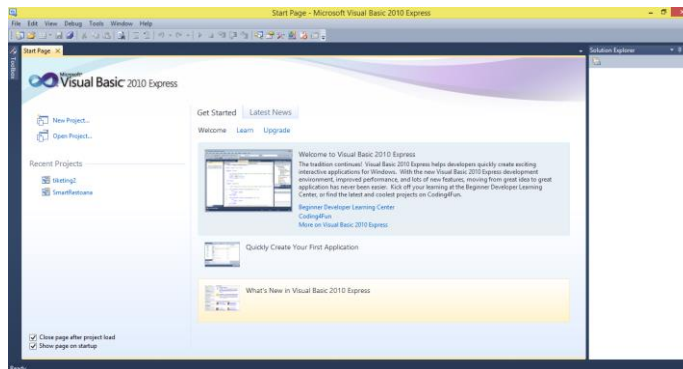 Start Page - Microsoft Visual Basic 2010 Express
File Edit View Debug Tools Window Help
Start Page
Solution Explorer
Toolbox
Microsoft
Visual Basic 2010 Express
New Project...
Open Project...
Recent Projects
tiketing2
Get Started Latest News
Welcome Learn Upgrade
Welcome to Visual Basic 2010 Express
The tradition continues! Visual Basic 2010 Express helps developers quickly create exciting
interactive applications for Windows. With the new Visual Basic 2010 Express development
environment, improved performance, and lots of new features, moving from great idea to great
application has never been easier. Kick off your learning at the Beginner Developer Learning
Center, or find the latest and coolest projects on Coding4Fun.
Beginner Developer Learning Center
Coding4Fun
More on Visual Basic 2010 Express
Quickly Create Your First Application
What's New in Visual Basic 2010 Express
Close page after project load
Show page on startup
Ready